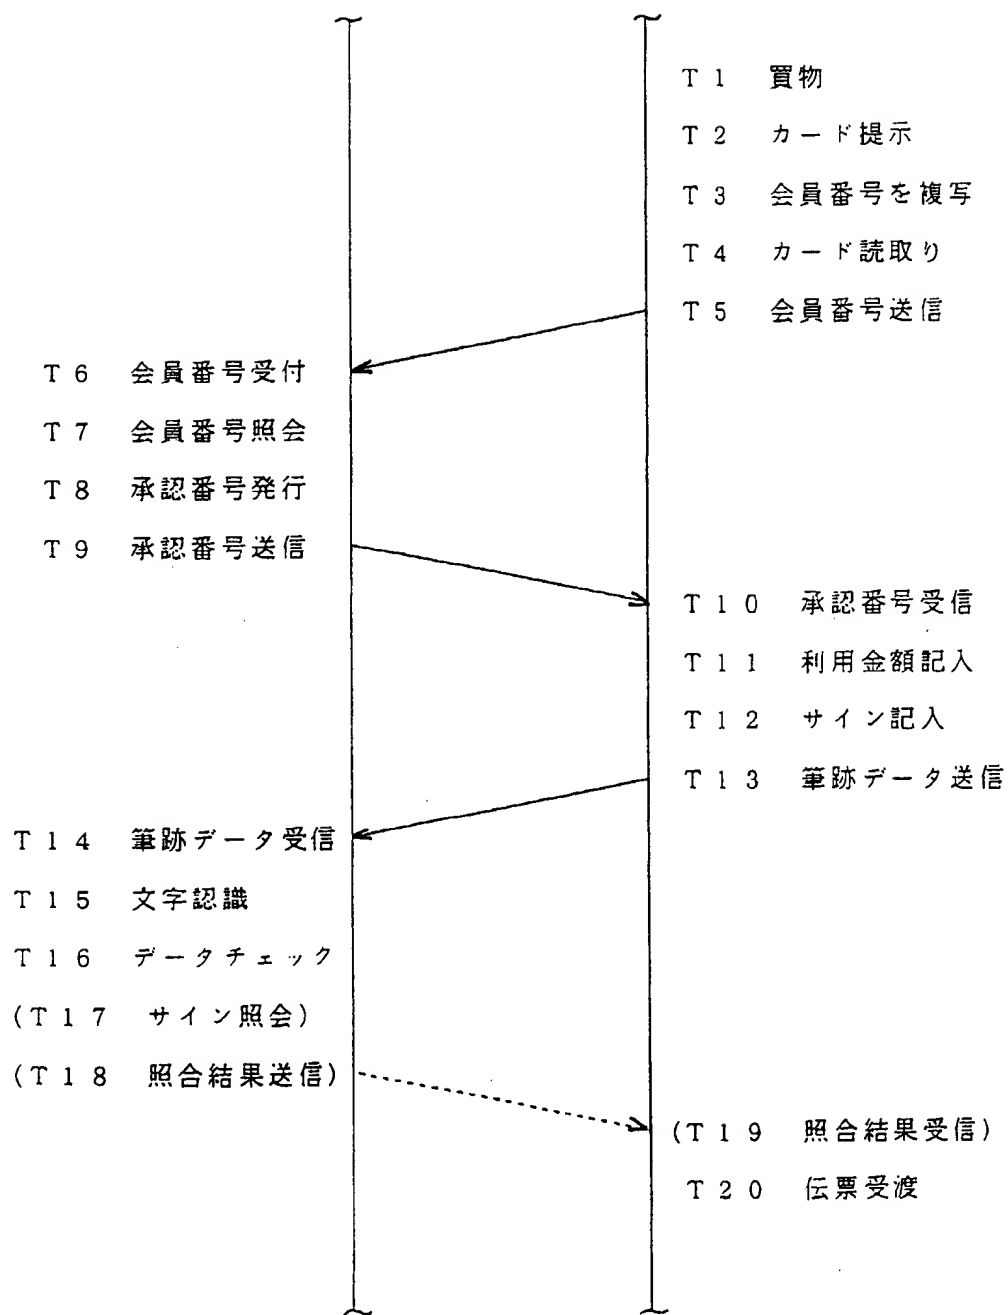 T1 買物
T2 カード提示
T3 会員番号を複写
T4 カード読取り
T5 会員番号送信
T6 会員番号受付
T7 会員番号照会
T8 承認番号発行
T9 承認番号送信
T10 承認番号受信
T11 利用金額記入
T12 サイン記入
T13 筆跡データ送信
T14 筆跡データ受信
T15 文字認識
T16 データチェック
(T17 サイン照会)
(T18 照合結果送信)
(T19 照合結果受信)
T20 伝票受渡